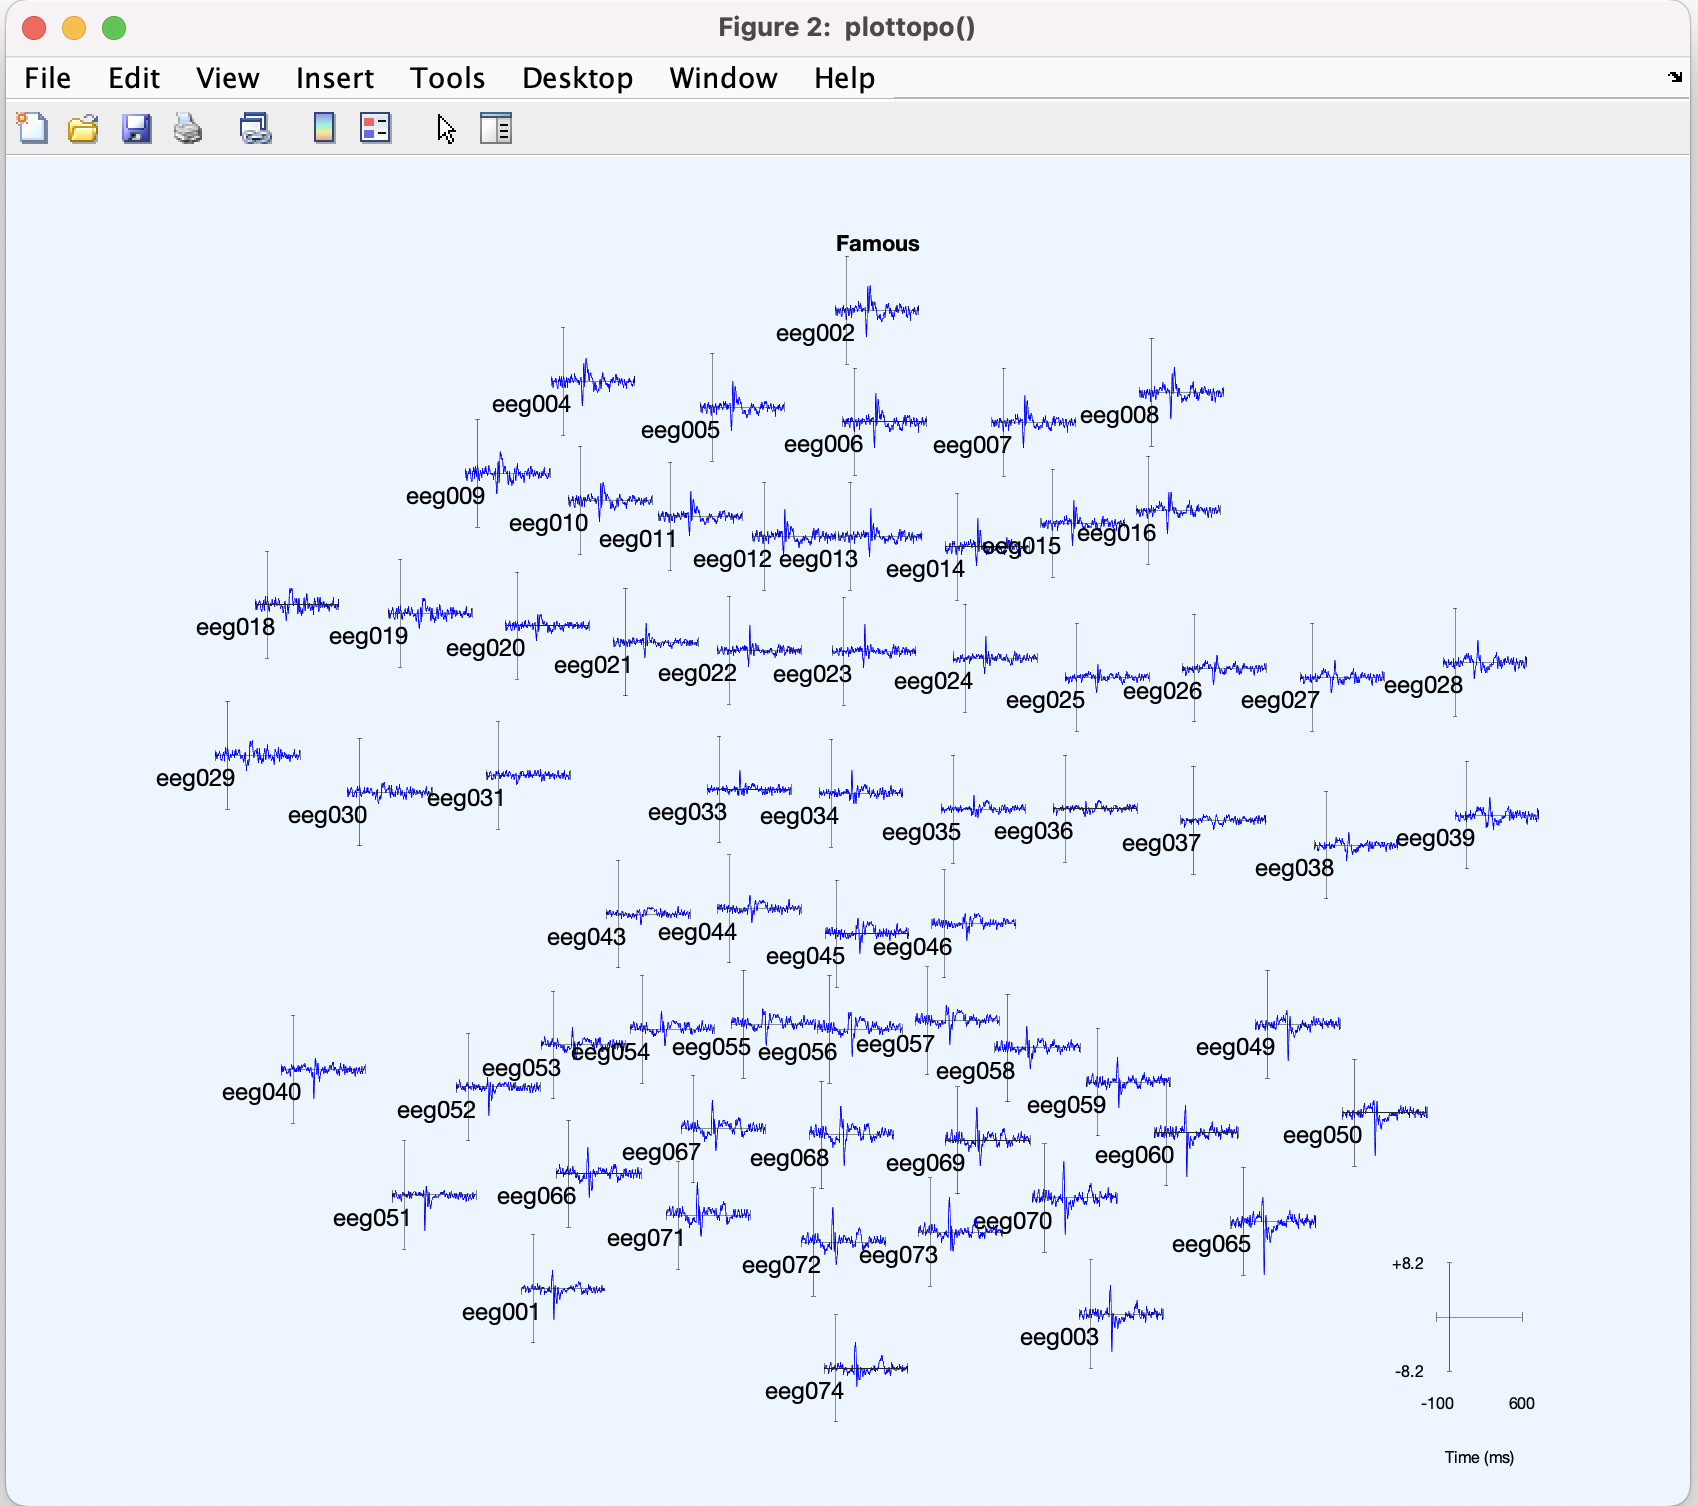 Figure 2: plottopo()
File Edit View Insert Tools Desktop Window Help
Famous
eeg002
eeg004
eeg005
eeg006
eeg007
eeg008
eeg009
eeg010
eeg011
eeg012
eeg013
eeg014
eeg015
eeg016
eeg018
eeg019
eeg020
eeg021
eeg022
eeg023
eeg024
eeg025
eeg026
eeg027
eeg028
eeg029
eeg030
eeg031
eeg033
eeg034
eeg035
eeg036
eeg037
eeg038
eeg039
eeg043
eeg044
eeg045
eeg046
eeg040
eeg052
eeg053
eeg054
eeg055
eeg056
eeg057
eeg058
eeg059
eeg049
eeg050
eeg060
eeg067
eeg068
eeg069
eeg066
eeg051
eeg071
eeg072
eeg073
eeg070
eeg065
eeg001
eeg003
eeg074
+8.2
-8.2
-100 600
Time (ms)